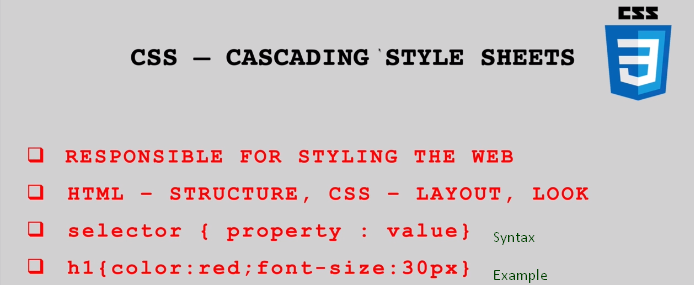 CSS
CSS – CASCADING `STYLE SHEETS
❑ RESPONSIBLE FOR STYLING THE WEB
❑ HTML – STRUCTURE, CSS – LAYOUT, LOOK
❑ selector { property : value} Syntax
❑ h1{color:red;font-size:30px} Example